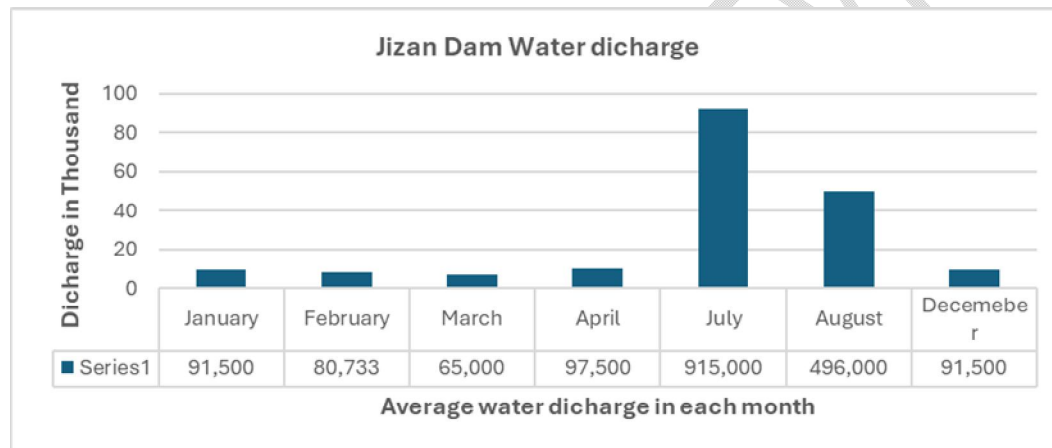 Jizan Dam Water dicharge
Dicharge in Thousand
100
80
60
40
20
0
January February March April July August Decemebe
r
Series1 91,500 80,733 65,000 97,500 915,000 496,000 91,500
Average water dicharge in each month